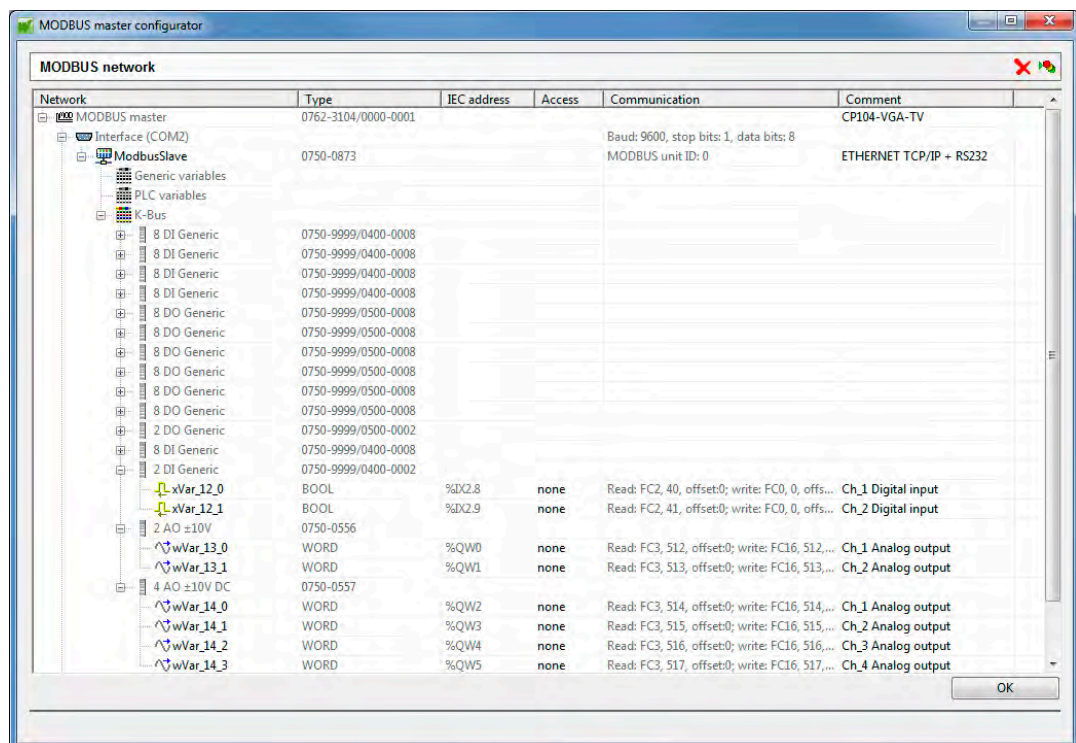 MODBUS master configurator
MODBUS network
Network Type IEC address Access Communication Comment
MODBUS master 0762-3104/0000-0001 CP104-VGA-TV
Interface (COM2) Baud: 9600, stop bits: 1, data bits: 8
ModbusSlave 0750-0873 MODBUS unit ID: 0 ETHERNET TCP/IP + RS232
Generic variables
PLC variables
K-Bus
8 DI Generic 0750-9999/0400-0008
8 DI Generic 0750-9999/0400-0008
8 DI Generic 0750-9999/0400-0008
8 DI Generic 0750-9999/0400-0008
8 DO Generic 0750-9999/0500-0008
8 DO Generic 0750-9999/0500-0008
8 DO Generic 0750-9999/0500-0008
8 DO Generic 0750-9999/0500-0008
8 DO Generic 0750-9999/0500-0008
8 DO Generic 0750-9999/0500-0008
2 DO Generic 0750-9999/0500-0002
8 DI Generic 0750-9999/0400-0008
2 DI Generic 0750-9999/0400-0002
xVar_12_0 BOOL %IX2.8 none Read: FC2, 40, offset:0; write: FC0, 0, offs... Ch_1 Digital input
xVar_12_1 BOOL %IX2.9 none Read: FC2, 41, offset:0; write: FC0, 0, offs... Ch_2 Digital input
2 AO ±10V 0750-0556
wVar_13_0 WORD %QW0 none Read: FC3, 512, offset:0; write: FC16, 512,... Ch_1 Analog output
wVar_13_1 WORD %QW1 none Read: FC3, 513, offset:0; write: FC16, 513,... Ch_2 Analog output
4 AO ±10V DC 0750-0557
wVar_14_0 WORD %QW2 none Read: FC3, 514, offset:0; write: FC16, 514,... Ch_1 Analog output
wVar_14_1 WORD %QW3 none Read: FC3, 515, offset:0; write: FC16, 515,... Ch_2 Analog output
wVar_14_2 WORD %QW4 none Read: FC3, 516, offset:0; write: FC16, 516,... Ch_3 Analog output
wVar_14_3 WORD %QW5 none Read: FC3, 517, offset:0; write: FC16, 517,... Ch_4 Analog output
OK